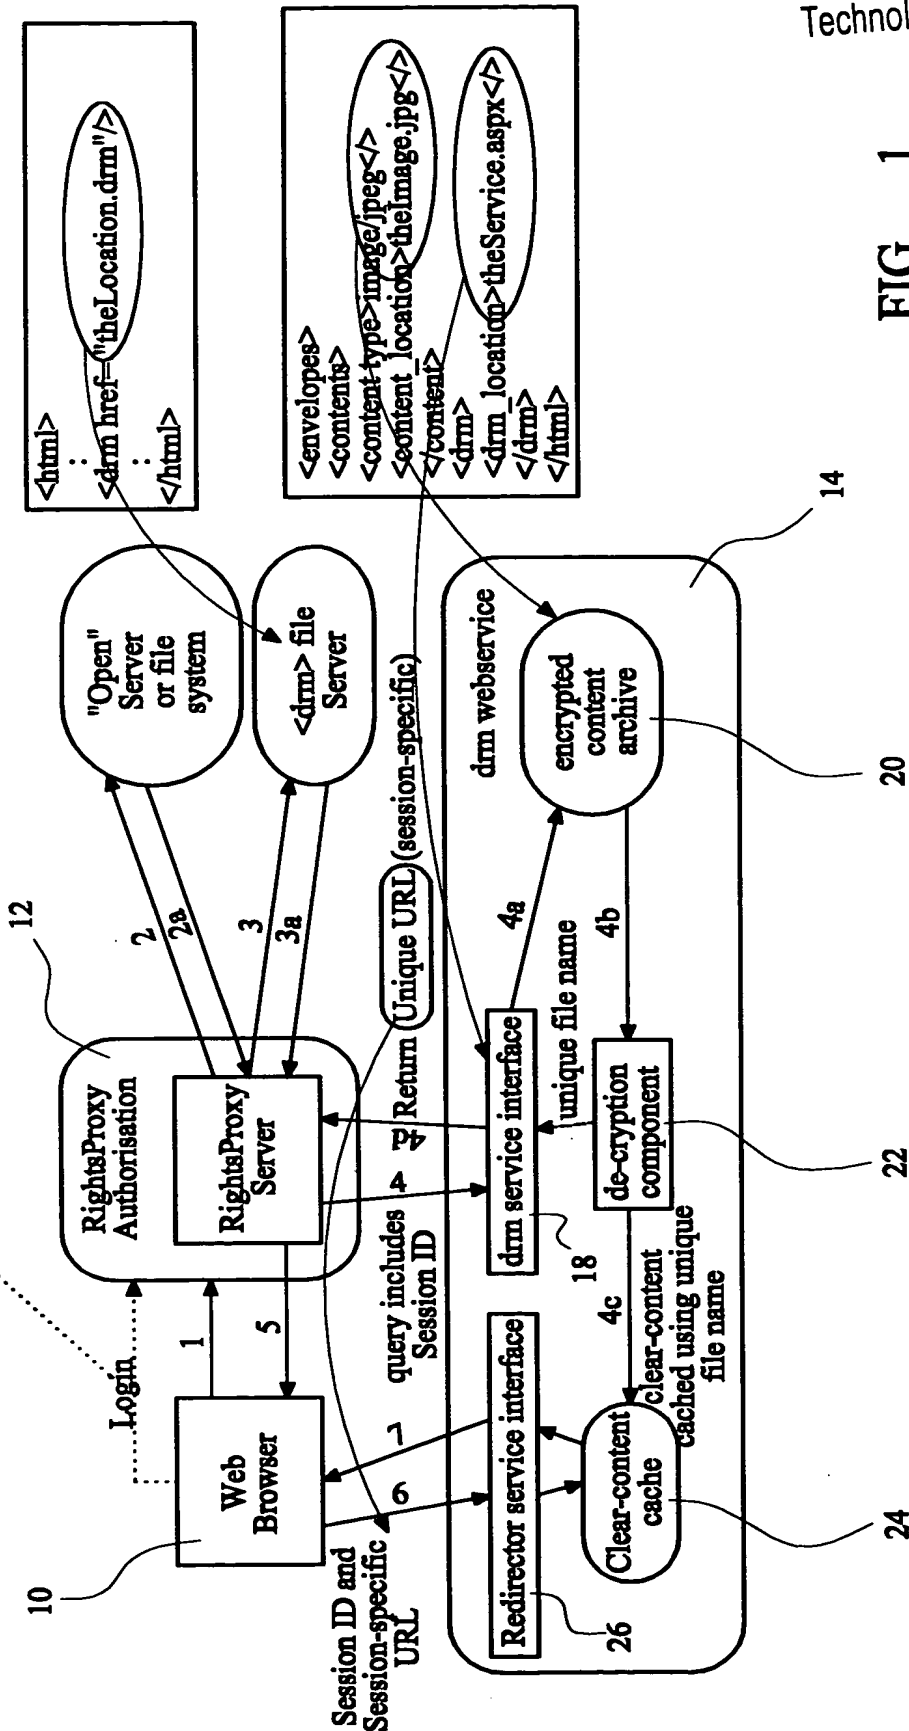 Technol
FIG 1
<html>
:
<drm href="theLocation.drm"/>
:
</html>
<envelopes>
<contents>
<content type>image/jpeg</>
<content_location>theImage.jpg</>
</content>
<drm>
<drm_location>theService.aspx</>
</drm>
</html>
10
Web
Browser
Login
1
5
12
RightsProxy
Authorisation
RightsProxy
Server
2
2a
3
3a
"Open"
Server
or file
system
<drm> file
Server
Session ID and
Session-specific
URL
6
7
query includes
Session ID
4
4d
Return Unique URL (session-specific)
14
drm webservice
Redirector service interface
26
drm service interface
18
4a
unique file name
encrypted
content
archive
20
4b
de-cryption
component
22
4c
clear-content
cached using unique
file name
Clear-content
cache
24